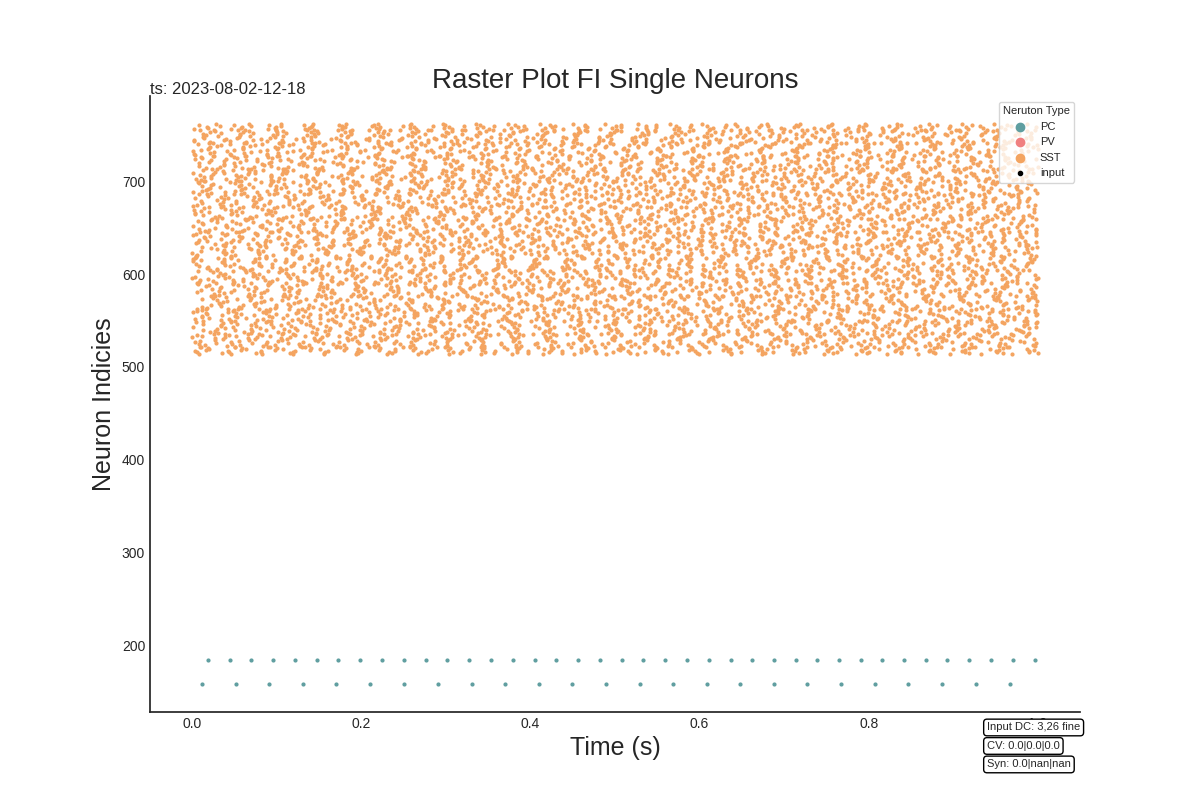 Raster Plot FI Single Neurons
ts: 2023-08-02-12-18
Neruton Type
PC
PV
SST
input
700
600
500
400
300
200
Neuron Indicies
0.0 0.2 0.4 0.6 0.8
Time (s)
Input DC: 3,26 fine
CV: 0.0|0.0|0.0
Syn: 0.0|nan|nan